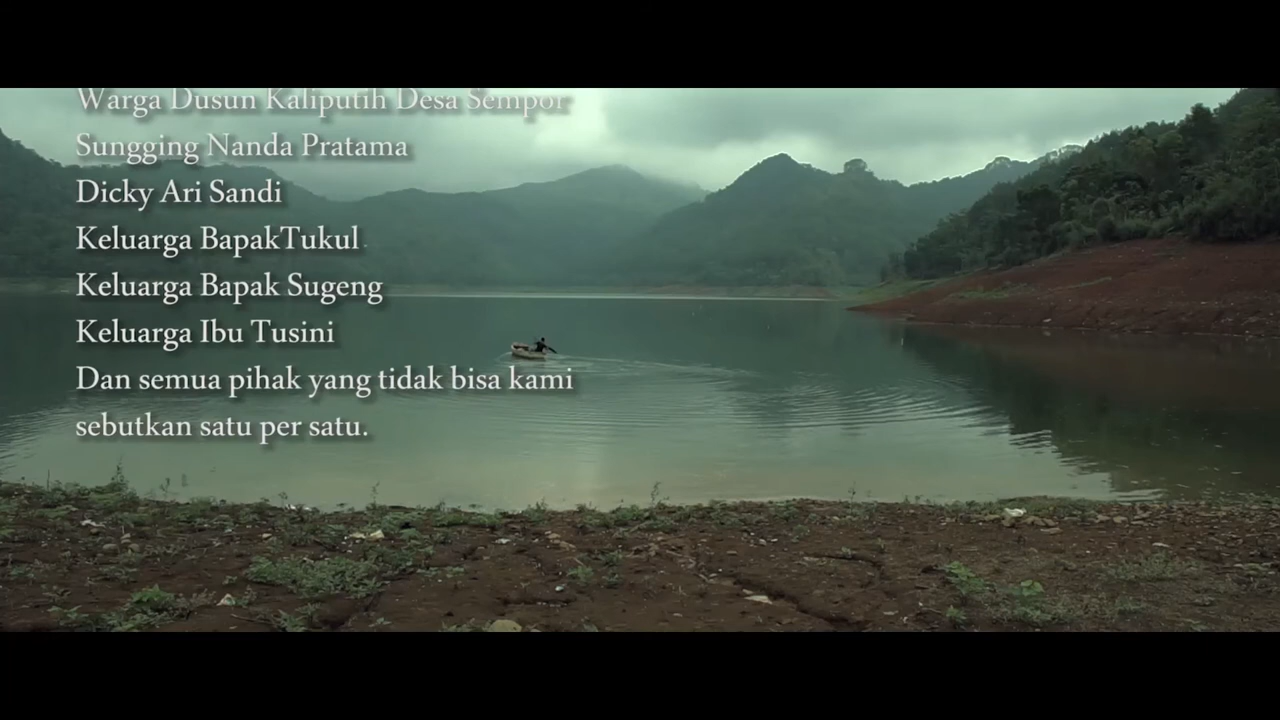 Warga Dusun Kaliputih Desa Sempor
Sungging Nanda Pratama
Dicky Ari Sandi
Keluarga BapakTukul
Keluarga Bapak Sugeng
Keluarga Ibu Tusini
Dan semua pihak yang tidak bisa kami
sebutkan satu per satu.